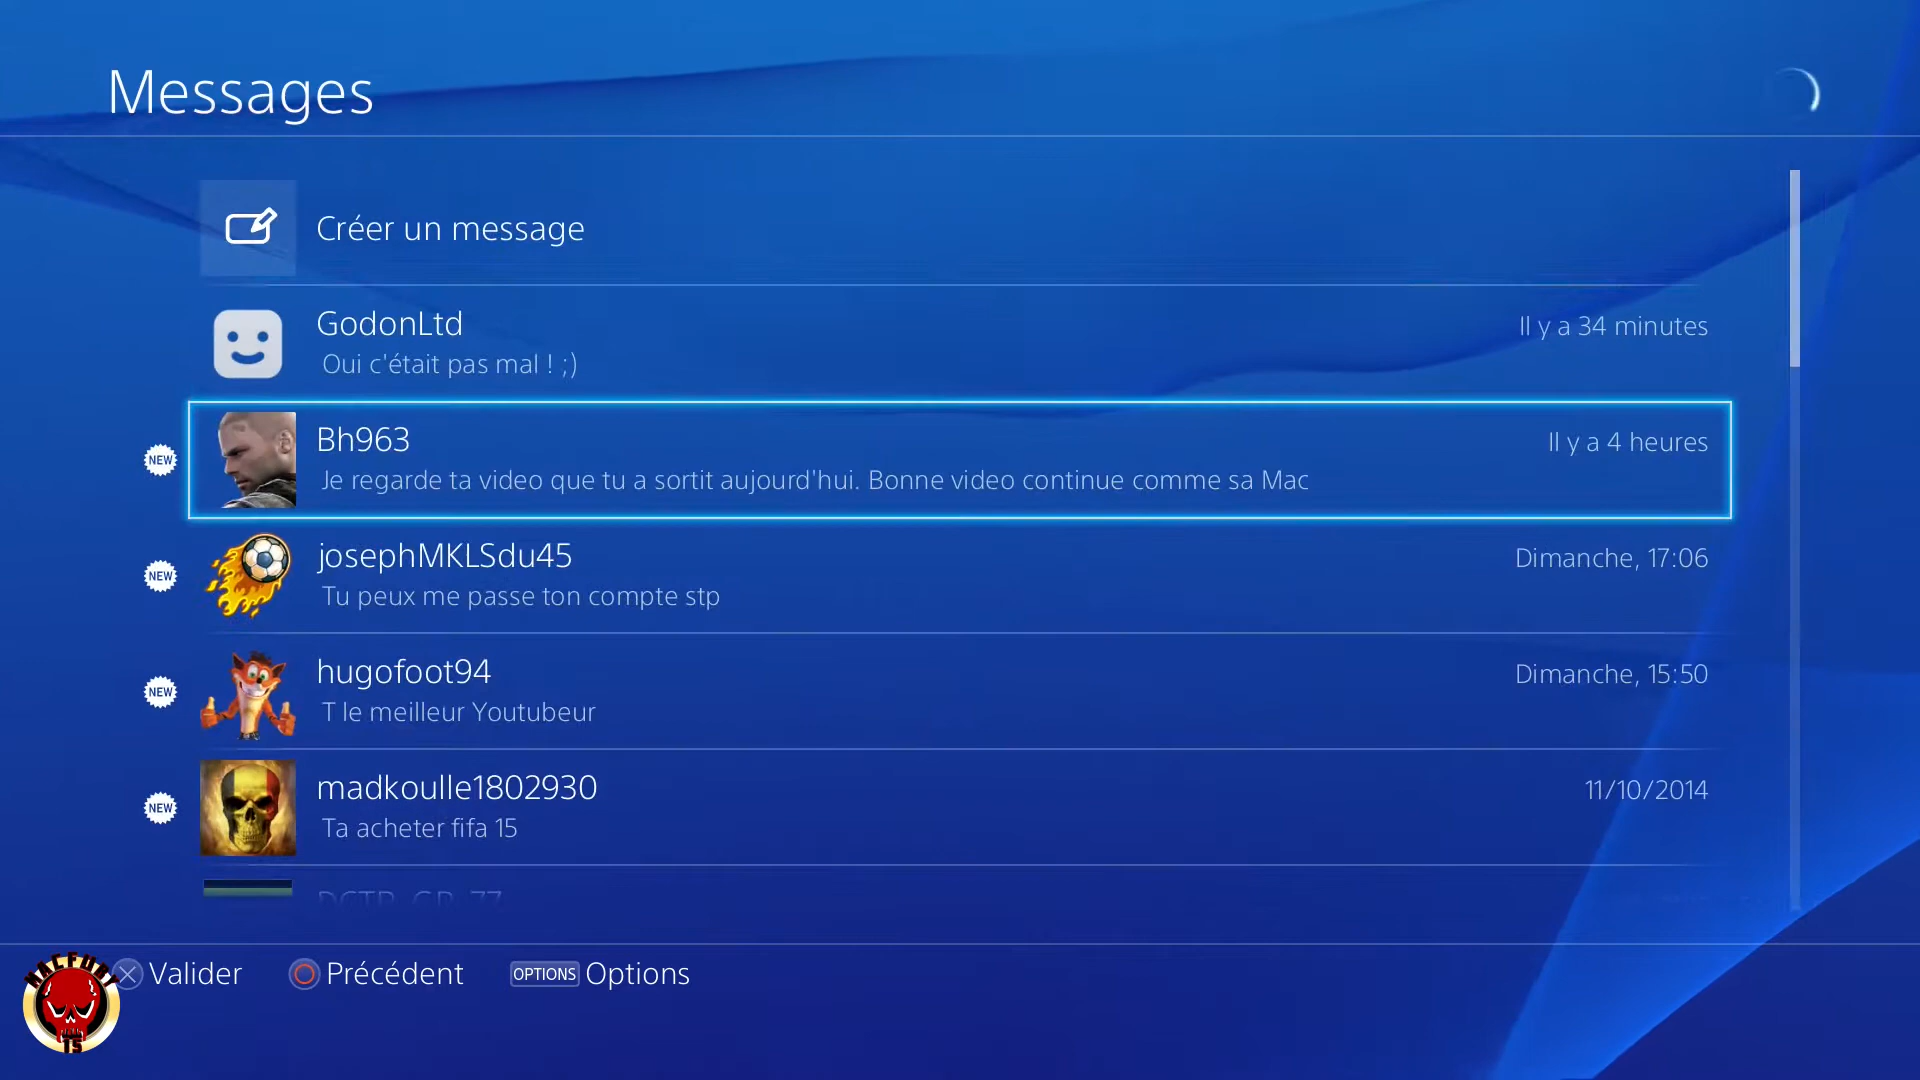 Messages
Créer un message
GodonLtd
Il y a 34 minutes
Oui c'était pas mal ! ;)
NEW
Bh963
Il y a 4 heures
Je regarde ta video que tu a sortit aujourd'hui. Bonne video continue comme sa Mac
NEW
josephMKLSdu45
Dimanche, 17:06
Tu peux me passe ton compte stp
NEW
hugofoot94
Dimanche, 15:50
T le meilleur Youtubeur
NEW
madkoulle1802930
11/10/2014
Ta acheter fifa 15
Valider
Précédent
OPTIONS Options
MACFURY
TS